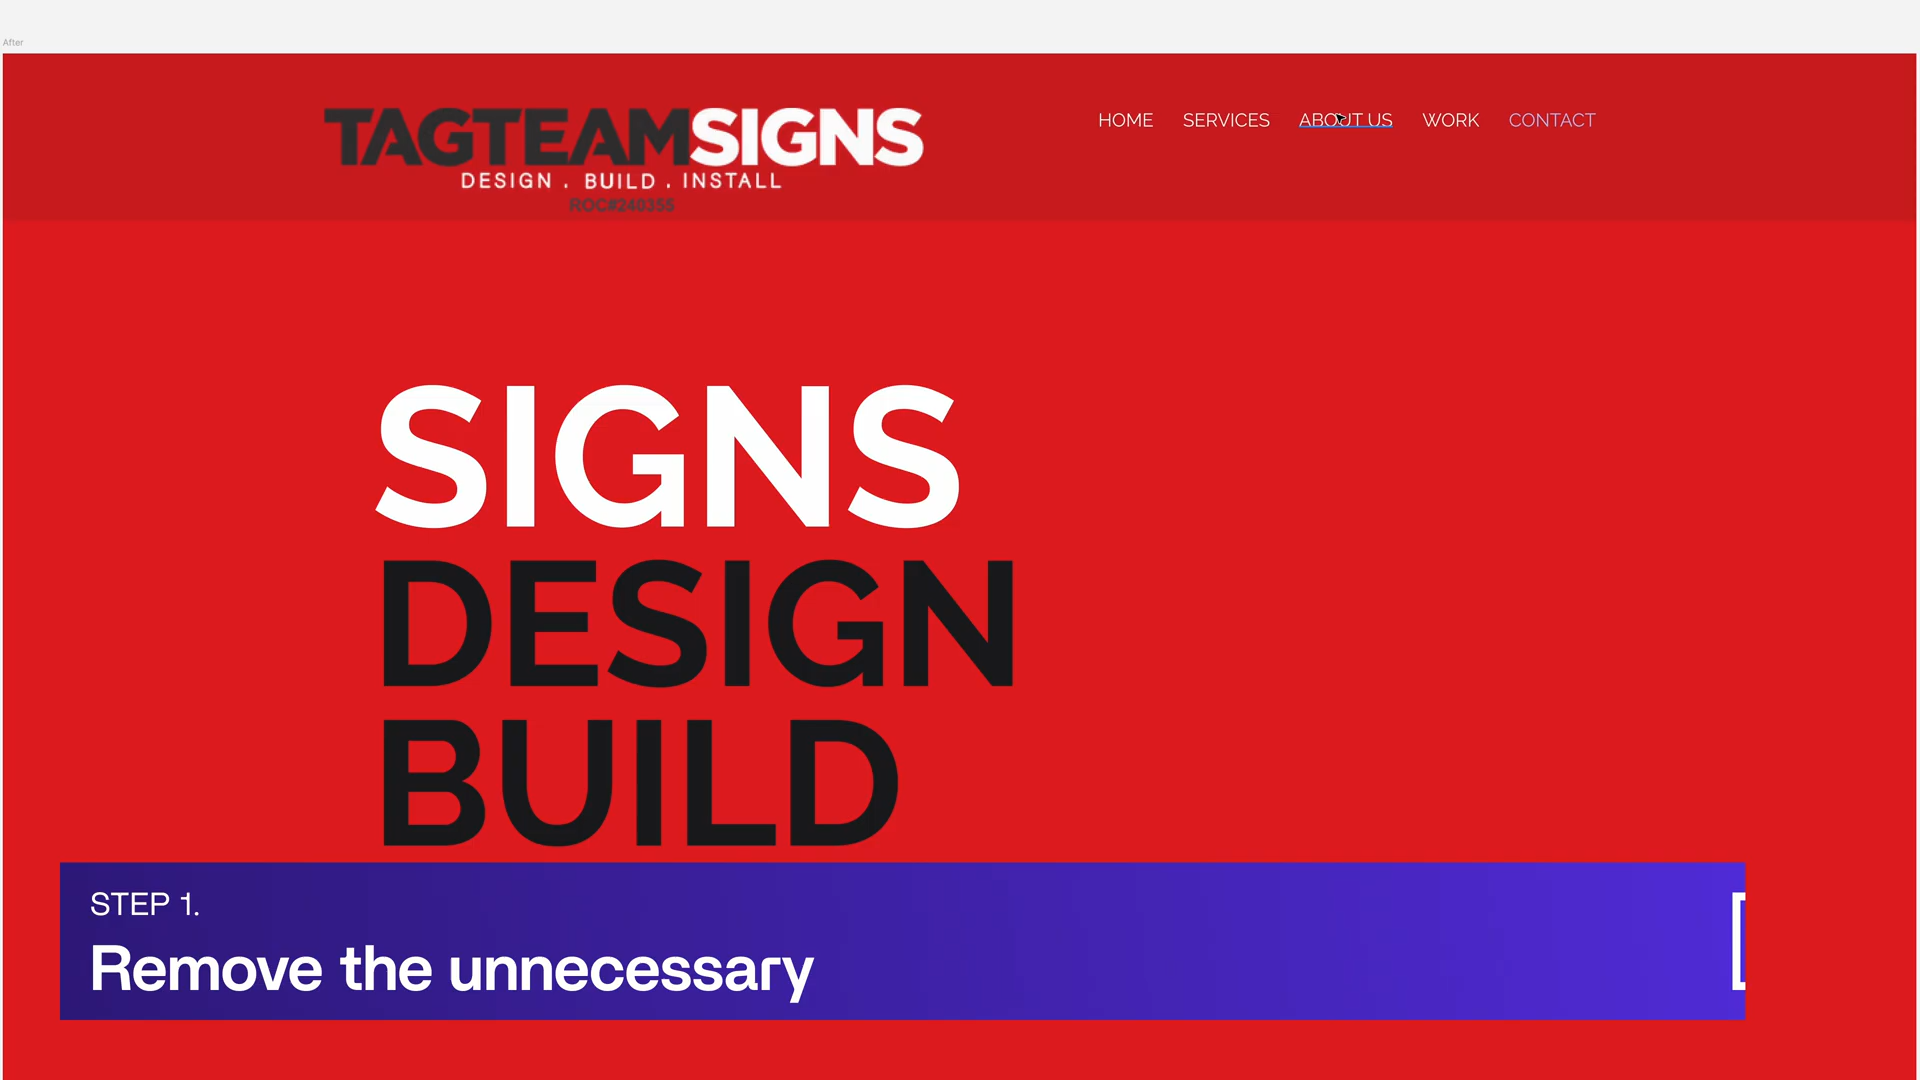 After
TAGTEAMSIGNS
DESIGN . BUILD . INSTALL
ROC#240355
HOME SERVICES ABOUT US WORK CONTACT
SIGNS
DESIGN
BUILD
STEP 1.
Remove the unnecessary